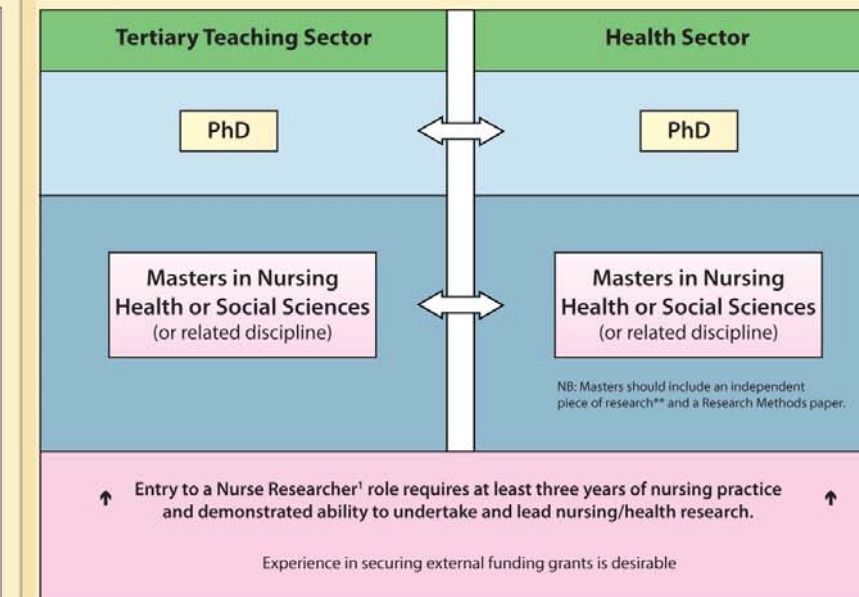 Tertiary Teaching Sector
Health Sector
PhD
PhD
Masters in Nursing
Health or Social Sciences
(or related discipline)
Masters in Nursing
Health or Social Sciences
(or related discipline)
NB: Masters should include an independent
piece of research** and a Research Methods paper.
Entry to a Nurse Researcher¹ role requires at least three years of nursing practice
and demonstrated ability to undertake and lead nursing/health research.
Experience in securing external funding grants is desirable